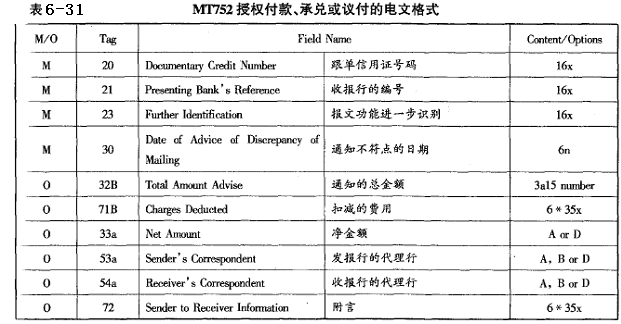 表6-31 MT752 授权付款、承兑或议付的电文格式
M/O Tag Field Name Content/Options
M 20 Documentary Credit Number 跟单信用证号码 16x
M 21 Presenting Bank's Reference 收报行的编号 16x
M 23 Further Identification 报文功能进一步识别 16x
M 30 Date of Advice of Discrepancy of Mailing 通知不符点的日期 6n
O 32B Total Amount Advise 通知的总金额 3a15 number
O 71B Charges Deducted 扣减的费用 6*35x
O 33a Net Amount 净金额 A or D
O 53a Sender's Correspondent 发报行的代理行 A, B or D
O 54a Receiver's Correspondent 收报行的代理行 A, B or D
O 72 Sender to Receiver Information 附言 6*35x